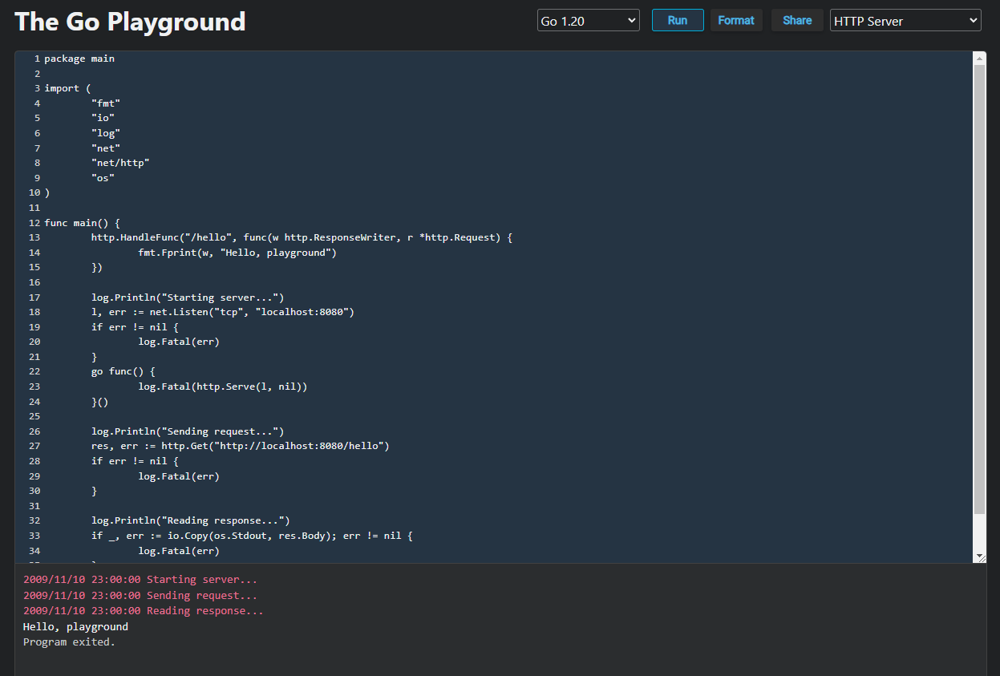 The Go Playground
Go 1.20 Run Format Share HTTP Server
1 package main
2
3 import (
4 "fmt"
5 "io"
6 "log"
7 "net"
8 "net/http"
9 "os"
10 )
11
12 func main() {
13 http.HandleFunc("/hello", func(w http.ResponseWriter, r *http.Request) {
14 fmt.Fprint(w, "Hello, playground")
15 })
16
17 log.Println("Starting server...")
18 l, err := net.Listen("tcp", "localhost:8080")
19 if err != nil {
20 log.Fatal(err)
21 }
22 go func() {
23 log.Fatal(http.Serve(l, nil))
24 }()
25
26 log.Println("Sending request...")
27 res, err := http.Get("http://localhost:8080/hello")
28 if err != nil {
29 log.Fatal(err)
30 }
31
32 log.Println("Reading response...")
33 if _, err := io.Copy(os.Stdout, res.Body); err != nil {
34 log.Fatal(err)
2009/11/10 23:00:00 Starting server...
2009/11/10 23:00:00 Sending request...
2009/11/10 23:00:00 Reading response...
Hello, playground
Program exited.